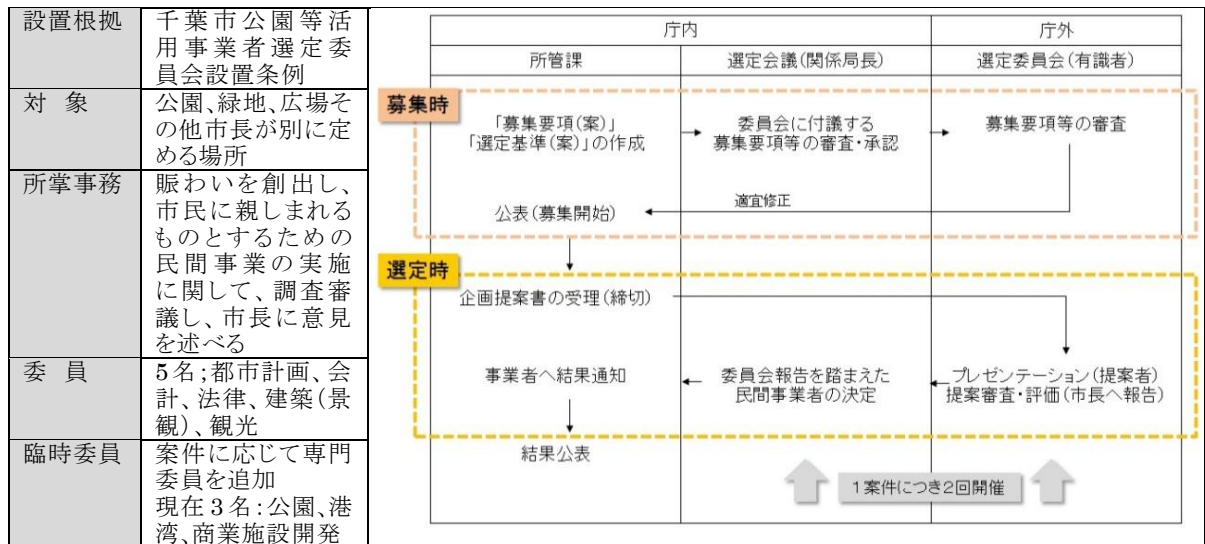 設置根拠
千葉市公園等活
用事業者選定委
員会設置条例
対 象
公園、緑地、広場そ
の他市長が別に定
める場所
所掌事務
賑わいを創出し、
市民に親しまれる
ものとするための
民間事業の実施
に関して、調査審
議し、市長に意見
を述べる
委 員
5名;都市計画、会
計、法律、建築(景
観)、観光
臨時委員
案件に応じて専門
委員を追加
現在3名:公園、港
湾、商業施設開発
庁内
庁外
所管課
選定会議(関係局長)
選定委員会(有識者)
募集時
「募集要項(案)」
「選定基準(案)」の作成
委員会に付議する
募集要項等の審査・承認
募集要項等の審査
適宜修正
公表(募集開始)
選定時
企画提案書の受理(締切)
事業者へ結果通知
委員会報告を踏まえた
民間事業者の決定
プレゼンテーション(提案者)
提案審査・評価(市長へ報告)
結果公表
1案件につき2回開催